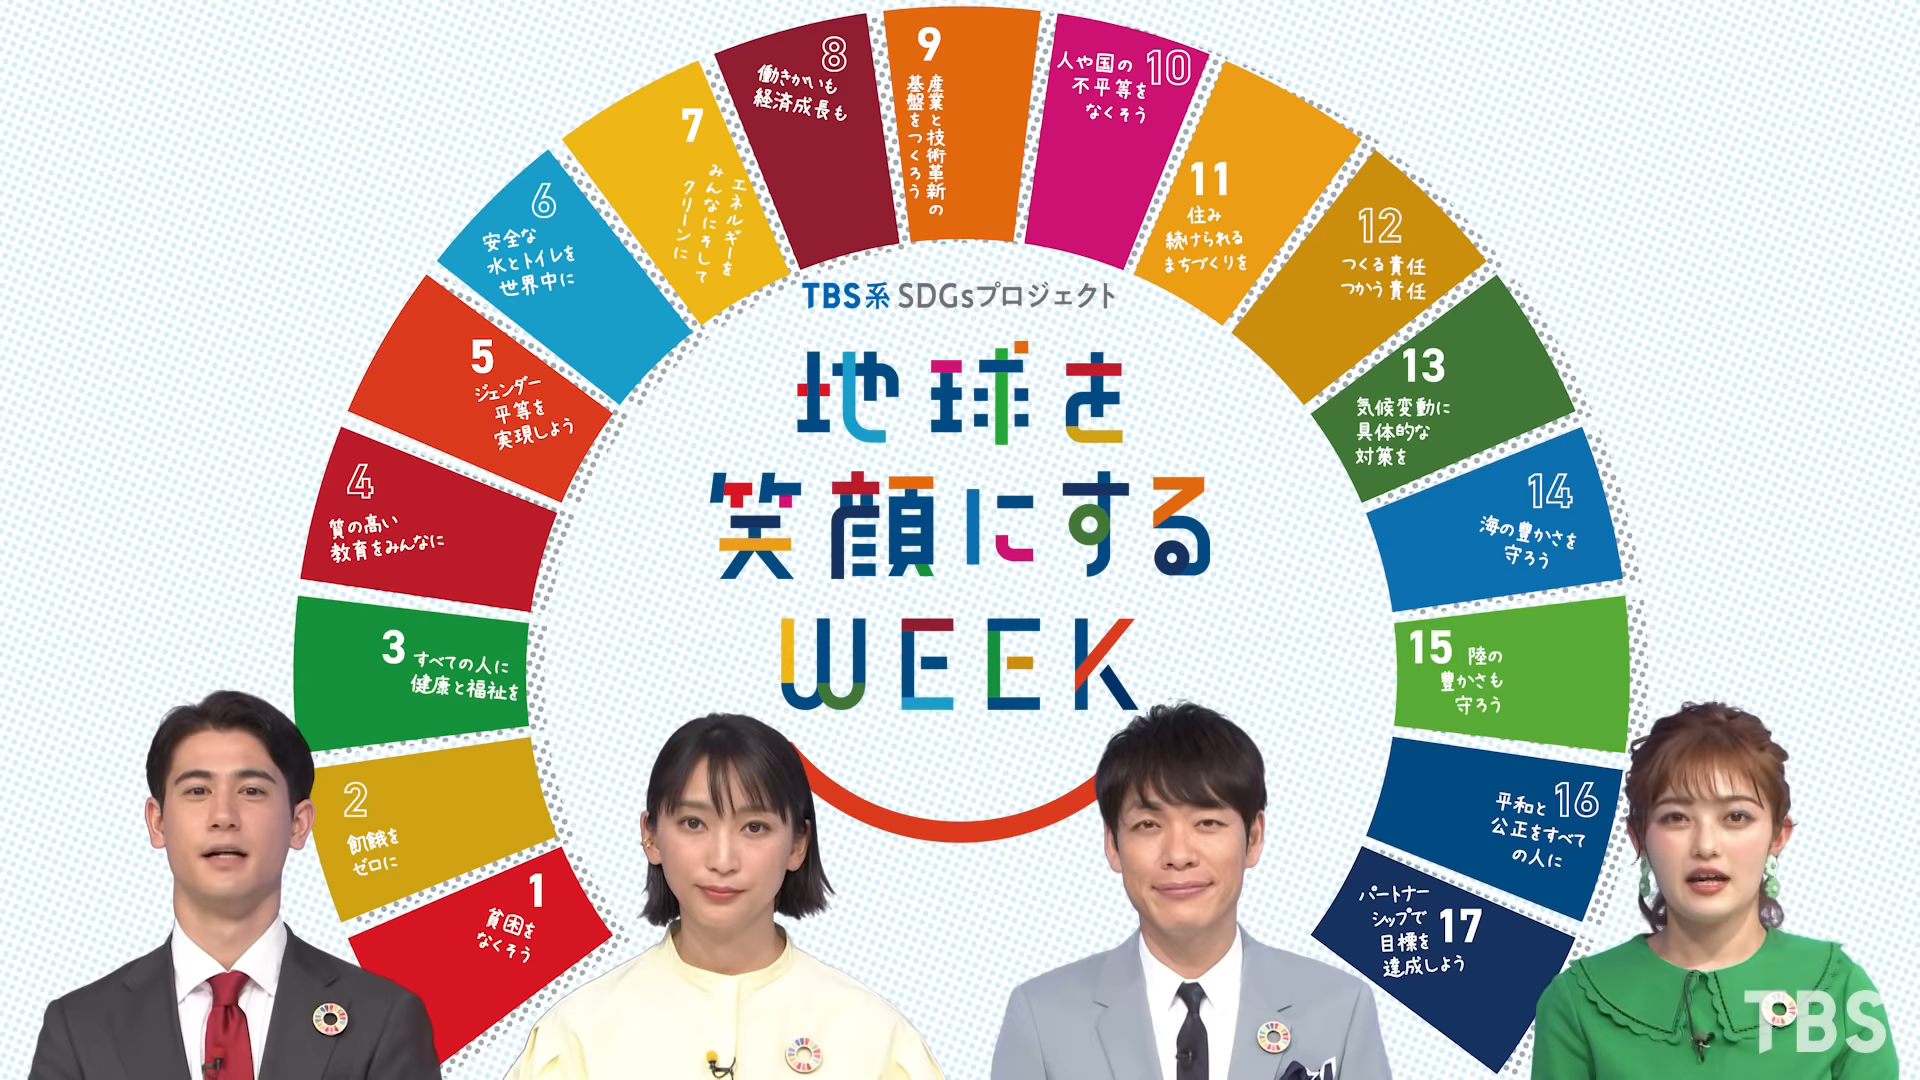 TBS系 SDGsプロジェクト
地球を
笑顔にする
WEEK
1
貧困を
なくそう
2
飢餓を
ゼロに
3
すべての人に
健康と福祉を
4
質の高い
教育をみんなに
5
ジェンダー
平等を
実現しよう
6
安全な
水とトイレを
世界中に
7
エネルギーを
みんなにそして
クリーンに
8
働きがいも
経済成長も
9
産業と技術革新の
基盤をつくろう
10
人や国の
不平等を
なくそう
11
住み
続けられる
まちづくりを
12
つくる責任
つかう責任
13
気候変動に
具体的な
対策を
14
海の豊かさを
守ろう
15
陸の
豊かさも
守ろう
16
平和と
公正をすべて
の人に
17
パートナー
シップで
目標を
達成しよう
TBS